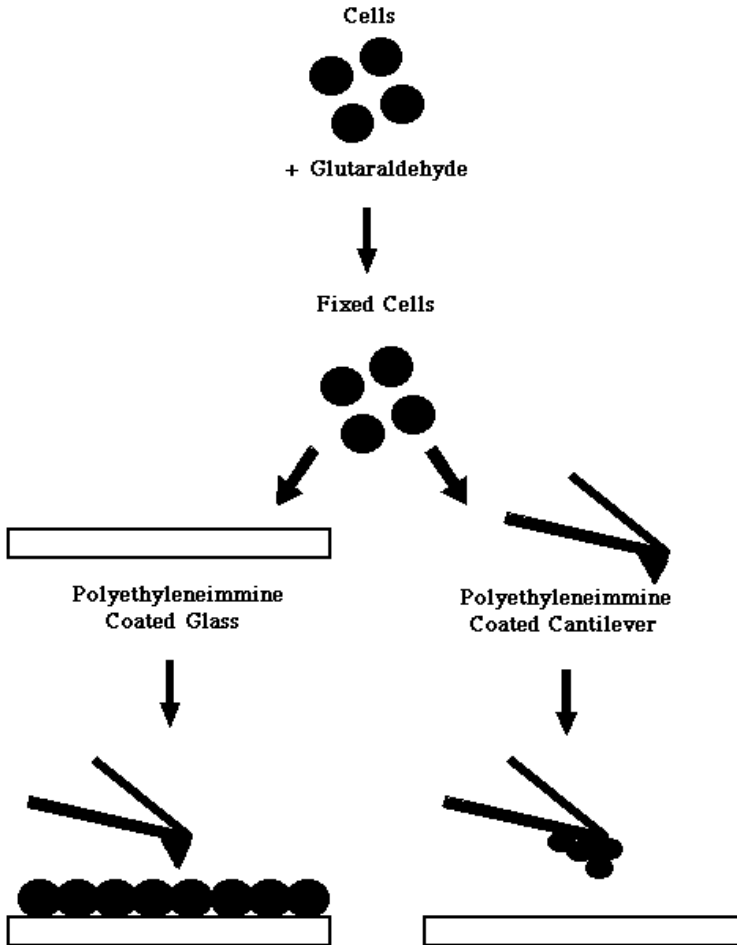 Cells
+ Glutaraldehyde
Fixed Cells
Polyethyleneimmine
Coated Glass
Polyethyleneimmine
Coated Cantilever